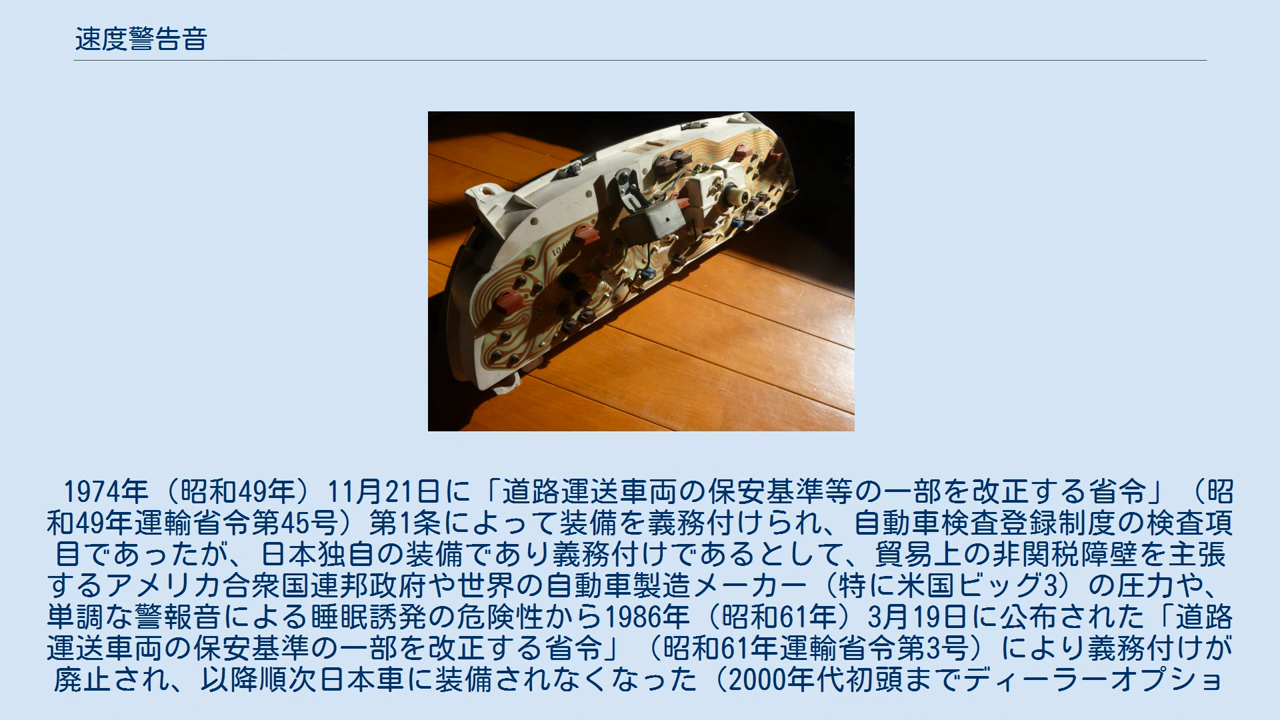 速度警告音
1974年（昭和49年）11月21日に「道路運送車両の保安基準等の一部を改正する省令」（昭
和49年運輸省令第45号）第1条によって装備を義務付けられ、自動車検査登録制度の検査項
目であったが、日本独自の装備であり義務付けであるとして、貿易上の非関税障壁を主張
するアメリカ合衆国連邦政府や世界の自動車製造メーカー（特に米国ビッグ3）の圧力や、
単調な警報音による睡眠誘発の危険性から1986年（昭和61年）3月19日に公布された「道路
運送車両の保安基準の一部を改正する省令」（昭和61年運輸省令第3号）により義務付けが
廃止され、以降順次日本車に装備されなくなった（2000年代初頭までディーラーオプショ